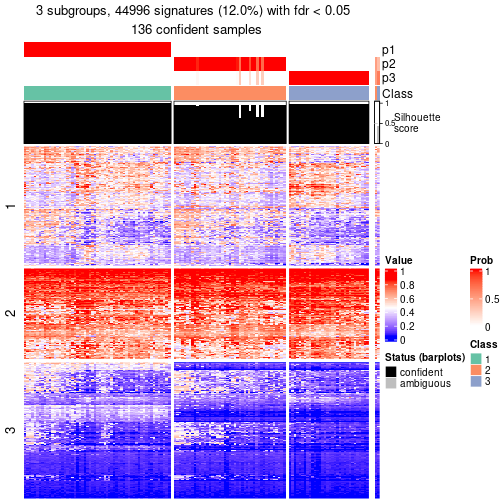 3 subgroups, 44996 signatures (12.0%) with fdr < 0.05
136 confident samples
p1
p2
p3
Class
1
0.5
0
Silhouette
score
1
2
3
Value
1
0.8
0.6
0.4
0.2
0
Status (barplots)
confident
ambiguous
Prob
1
0.5
0
Class
1
2
3